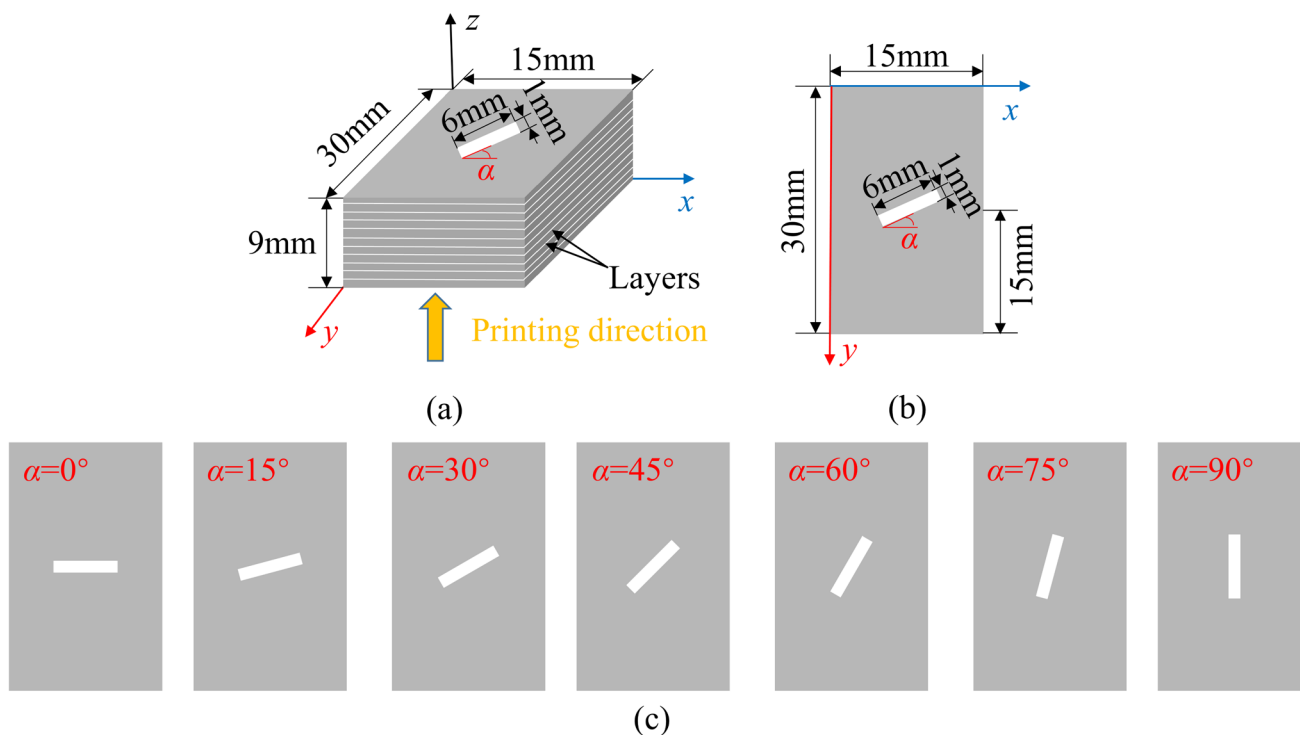 z
15mm
30mm
6mm
1mm
α
x
9mm
Layers
y
Printing direction
(a)
15mm
x
30mm
6mm
1mm
α
15mm
y
(b)
α=0°
α=15°
α=30°
α=45°
α=60°
α=75°
α=90°
(c)